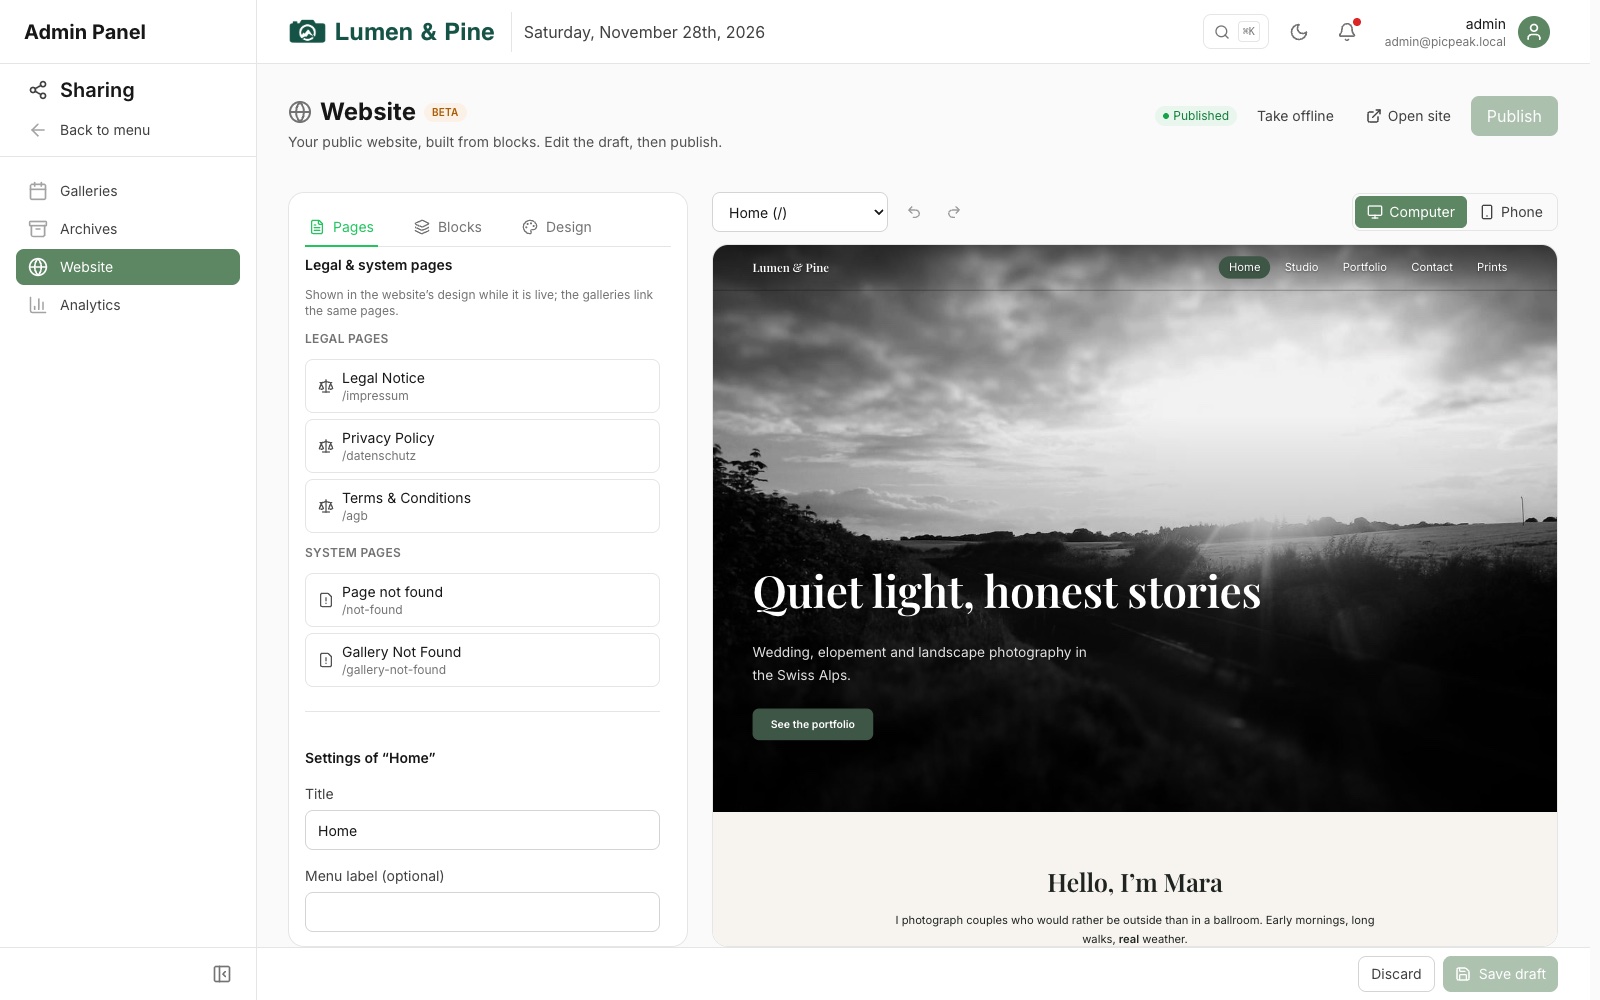 Admin Panel
Lumen & Pine
Saturday, November 28th, 2026
⌘K
admin
admin@picpeak.local
Sharing
Back to menu
Galleries
Archives
Website
Analytics
Website
BETA
Your public website, built from blocks. Edit the draft, then publish.
Published
Take offline
Open site
Publish
Pages
Blocks
Design
Legal & system pages
Shown in the website’s design while it is live; the galleries link
the same pages.
LEGAL PAGES
Legal Notice
/impressum
Privacy Policy
/datenschutz
Terms & Conditions
/agb
SYSTEM PAGES
Page not found
/not-found
Gallery Not Found
/gallery-not-found
Settings of “Home”
Title
Home
Menu label (optional)
Home (/)
Computer
Phone
Lumen & Pine
Home
Studio
Portfolio
Contact
Prints
Quiet light, honest stories
Wedding, elopement and landscape photography in
the Swiss Alps.
See the portfolio
Hello, I’m Mara
I photograph couples who would rather be outside than in a ballroom. Early mornings, long
walks, real weather.
Discard
Save draft